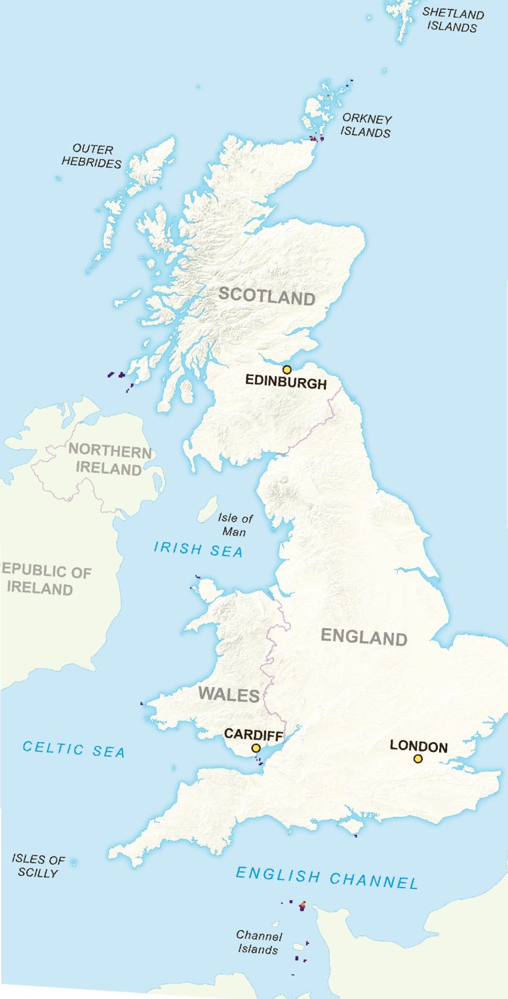 SHETLAND
ISLANDS
ORKNEY
ISLANDS
OUTER
HEBRIDES
SCOTLAND
EDINBURGH
NORTHERN
IRELAND
Isle of
Man
IRISH SEA
EPUBLIC OF
IRELAND
ENGLAND
WALES
CARDIFF
LONDON
CELTIC SEA
ISLES OF
SCILLY
ENGLISH CHANNEL
Channel
Islands